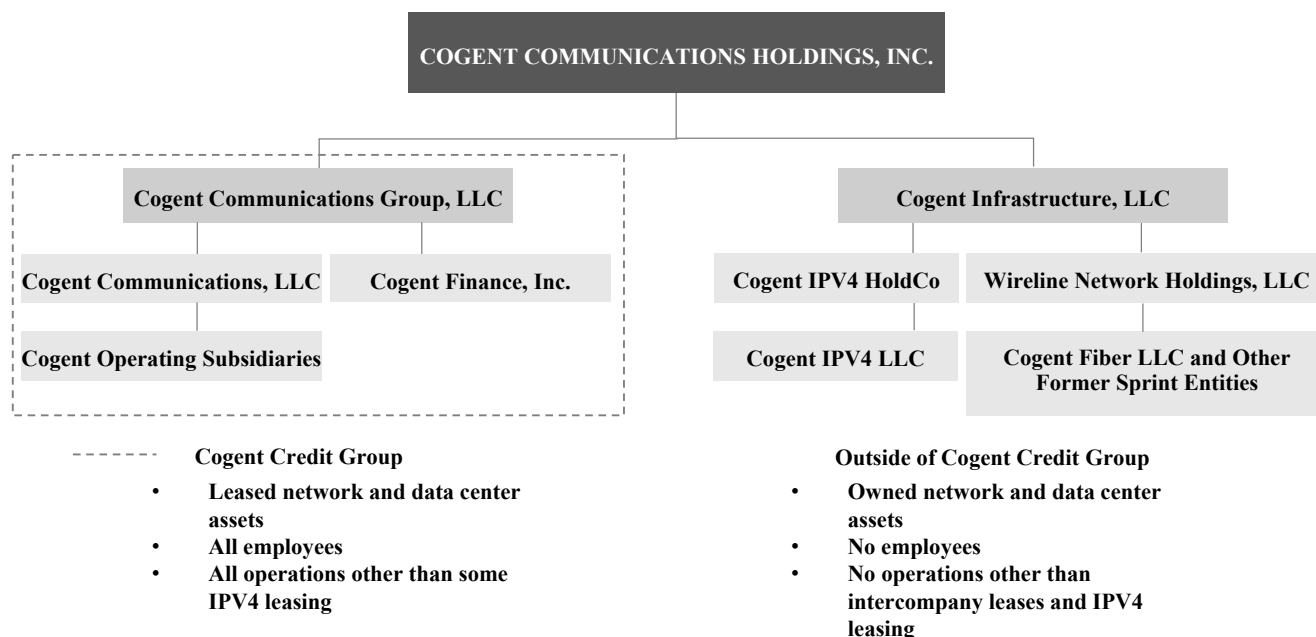 COGENT COMMUNICATIONS HOLDINGS, INC.
Cogent Communications Group, LLC
Cogent Infrastructure, LLC
Cogent Communications, LLC
Cogent Finance, Inc.
Cogent IPV4 HoldCo
Wireline Network Holdings, LLC
Cogent Operating Subsidiaries
Cogent IPV4 LLC
Cogent Fiber LLC and Other
Former Sprint Entities
Cogent Credit Group
• Leased network and data center
assets
• All employees
• All operations other than some
IPV4 leasing
Outside of Cogent Credit Group
• Owned network and data center
assets
• No employees
• No operations other than
intercompany leases and IPV4
leasing